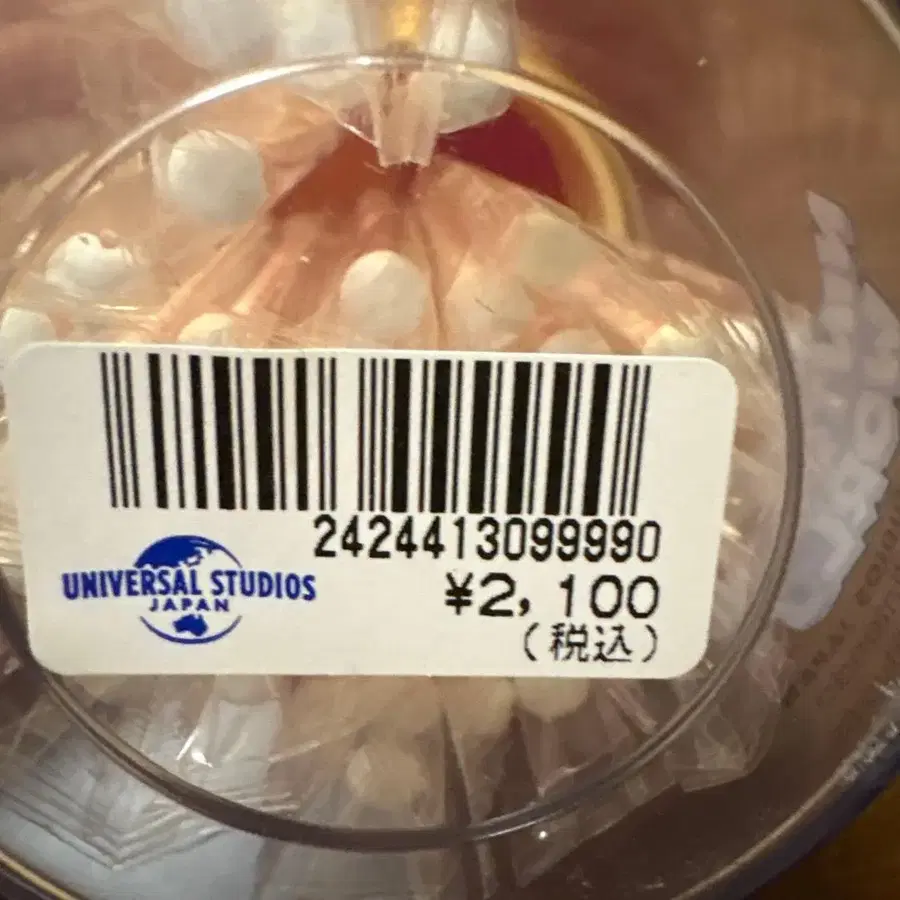 2424413099990
UNIVERSAL STUDIOS
JAPAN
¥2,100
(税込)